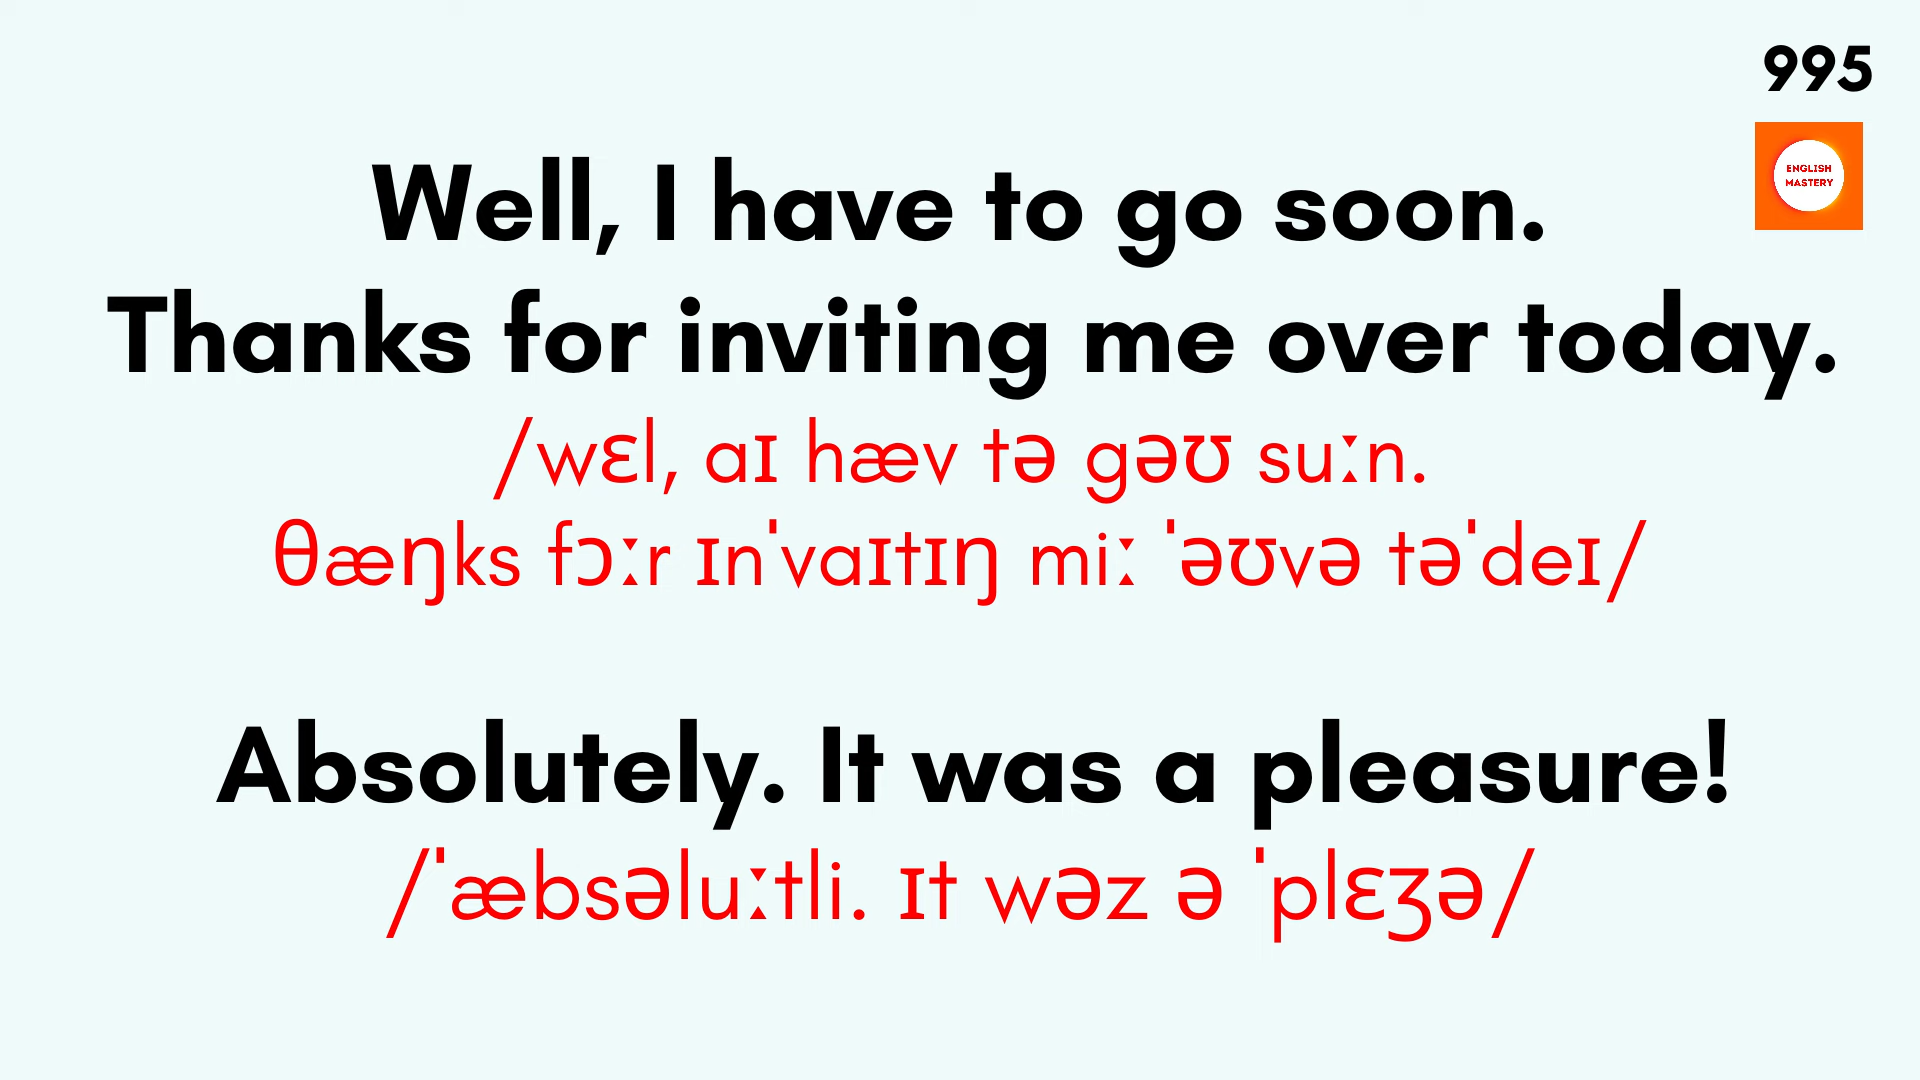 995
ENGLISH
MASTERY
Well, I have to go soon.
Thanks for inviting me over today.
/wɛl, aɪ hæv tə gəʊ suːn.
θæŋks fɔːr ɪnˈvaɪtɪŋ miː ˈəʊvə təˈdeɪ/
Absolutely. It was a pleasure!
/ˈæbsəluːtli. ɪt wəz ə ˈplɛʒə/